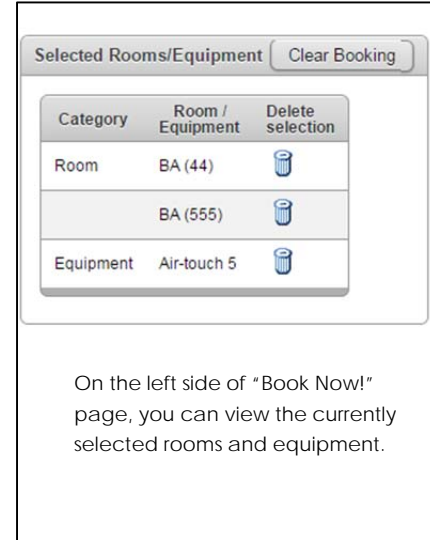 Selected Rooms/Equipment Clear Booking
Category Room / Equipment Delete selection
Room BA (44)
BA (555)
Equipment Air-touch 5
On the left side of "Book Now!"
page, you can view the currently
selected rooms and equipment.